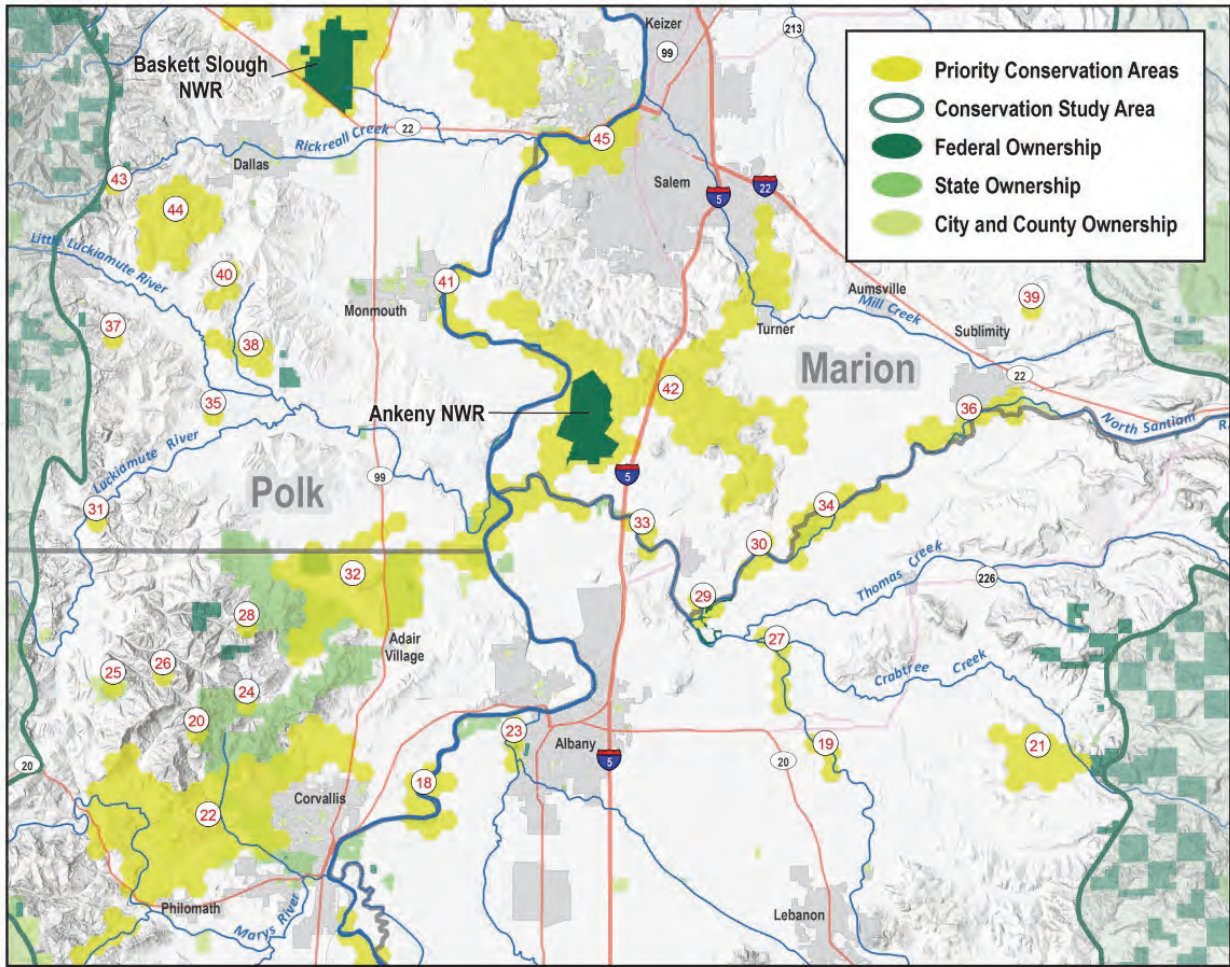 Keizer
99
213
Baskett Slough
NWR
Priority Conservation Areas
Conservation Study Area
Federal Ownership
State Ownership
City and County Ownership
22
Rickreall Creek
45
Dallas
Salem
5
22
43
44
Little Luckiamute River
40
41
Monmouth
Aumsville
39
Mill Creek
Turner
Sublimity
37
38
22
Marion
42
Ankeny NWR
35
36
North Santiam
Luckiamute River
5
99
Polk
31
34
33
30
32
Thomas Creek
226
29
28
27
Adair
Village
25
26
Crabtree Creek
24
20
23
Albany
19
21
5
20
20
18
Corvallis
22
Philomath
Marys River
Lebanon